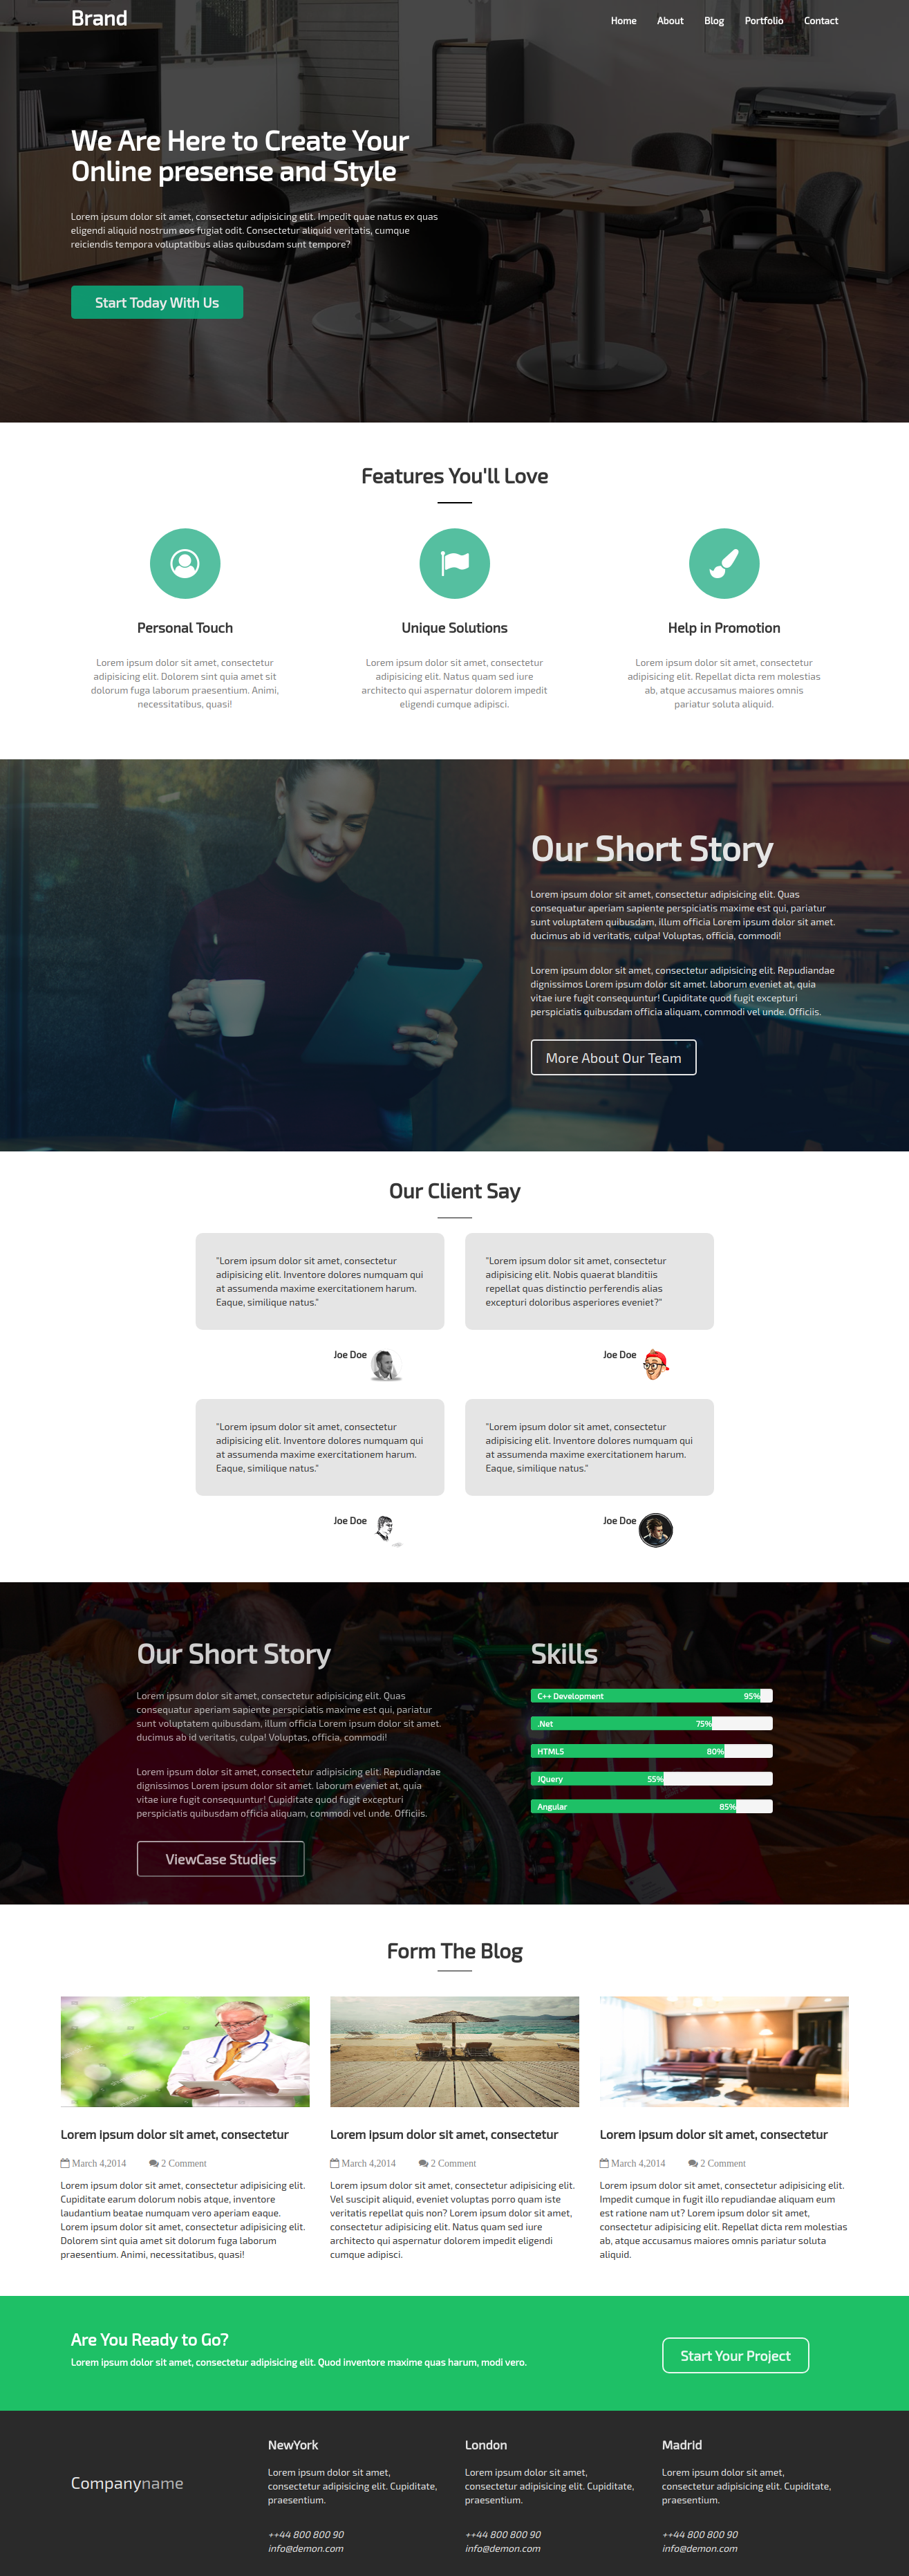 Brand
Home About Blog Portfolio Contact
We Are Here to Create Your
Online presense and Style
Lorem ipsum dolor sit amet, consectetur adipisicing elit. Impedit quae natus ex quas
eligendi aliquid nostrum eos fugiat odit. Consectetur aliquid veritatis, cumque
reiciendis tempora voluptatibus alias quibusdam sunt tempore?
Start Today With Us
Features You'll Love
Personal Touch
Lorem ipsum dolor sit amet, consectetur
adipisicing elit. Dolorem sint quia amet sit
dolorum fuga laborum praesentium. Animi,
necessitatibus, quasi!
Unique Solutions
Lorem ipsum dolor sit amet, consectetur
adipisicing elit. Natus quam sed iure
architecto qui aspernatur dolorem impedit
eligendi cumque adipisci.
Help in Promotion
Lorem ipsum dolor sit amet, consectetur
adipisicing elit. Repellat dicta rem molestias
ab, atque accusamus maiores omnis
pariatur soluta aliquid.
Our Short Story
Lorem ipsum dolor sit amet, consectetur adipisicing elit. Quas
consequatur aperiam sapiente perspiciatis maxime est qui, pariatur
sunt voluptatem quibusdam, illum officia Lorem ipsum dolor sit amet.
ducimus ab id veritatis, culpa! Voluptas, officia, commodi!
Lorem ipsum dolor sit amet, consectetur adipisicing elit. Repudiandae
dignissimos Lorem ipsum dolor sit amet. laborum eveniet at, quia
vitae iure fugit consequuntur! Cupiditate quod fugit excepturi
perspiciatis quibusdam officia aliquam, commodi vel unde. Officiis.
More About Our Team
Our Client Say
"Lorem ipsum dolor sit amet, consectetur
adipisicing elit. Inventore dolores numquam qui
at assumenda maxime exercitationem harum.
Eaque, similique natus."
Joe Doe
"Lorem ipsum dolor sit amet, consectetur
adipisicing elit. Nobis quaerat blanditiis
repellat quas distinctio perferendis alias
excepturi doloribus asperiores eveniet?"
Joe Doe
"Lorem ipsum dolor sit amet, consectetur
adipisicing elit. Inventore dolores numquam qui
at assumenda maxime exercitationem harum.
Eaque, similique natus."
Joe Doe
"Lorem ipsum dolor sit amet, consectetur
adipisicing elit. Inventore dolores numquam qui
at assumenda maxime exercitationem harum.
Eaque, similique natus."
Joe Doe
Our Short Story
Lorem ipsum dolor sit amet, consectetur adipisicing elit. Quas
consequatur aperiam sapiente perspiciatis maxime est qui, pariatur
sunt voluptatem quibusdam, illum officia Lorem ipsum dolor sit amet.
ducimus ab id veritatis, culpa! Voluptas, officia, commodi!
Lorem ipsum dolor sit amet, consectetur adipisicing elit. Repudiandae
dignissimos Lorem ipsum dolor sit amet. laborum eveniet at, quia
vitae iure fugit consequuntur! Cupiditate quod fugit excepturi
perspiciatis quibusdam officia aliquam, commodi vel unde. Officiis.
ViewCase Studies
Skills
C++ Development 95%
.Net 75%
HTML5 80%
JQuery 55%
Angular 85%
Form The Blog
Lorem ipsum dolor sit amet, consectetur
March 4,2014 2 Comment
Lorem ipsum dolor sit amet, consectetur adipisicing elit.
Cupiditate earum dolorum nobis atque, inventore
laudantium beatae numquam vero aperiam eaque.
Lorem ipsum dolor sit amet, consectetur adipisicing elit.
Dolorem sint quia amet sit dolorum fuga laborum
praesentium. Animi, necessitatibus, quasi!
Lorem ipsum dolor sit amet, consectetur
March 4,2014 2 Comment
Lorem ipsum dolor sit amet, consectetur adipisicing elit.
Vel suscipit aliquid, eveniet voluptas porro quam iste
veritatis repellat quis non? Lorem ipsum dolor sit amet,
consectetur adipisicing elit. Natus quam sed iure
architecto qui aspernatur dolorem impedit eligendi
cumque adipisci.
Lorem ipsum dolor sit amet, consectetur
March 4,2014 2 Comment
Lorem ipsum dolor sit amet, consectetur adipisicing elit.
Impedit cumque in fugit illo repudiandae aliquam eum
est ratione nam ut? Lorem ipsum dolor sit amet,
consectetur adipisicing elit. Repellat dicta rem molestias
ab, atque accusamus maiores omnis pariatur soluta
aliquid.
Are You Ready to Go?
Lorem ipsum dolor sit amet, consectetur adipisicing elit. Quod inventore maxime quas harum, modi vero.
Start Your Project
Companyname
NewYork
Lorem ipsum dolor sit amet,
consectetur adipisicing elit. Cupiditate,
praesentium.
++44 800 800 90
info@demon.com
London
Lorem ipsum dolor sit amet,
consectetur adipisicing elit. Cupiditate,
praesentium.
++44 800 800 90
info@demon.com
Madrid
Lorem ipsum dolor sit amet,
consectetur adipisicing elit. Cupiditate,
praesentium.
++44 800 800 90
info@demon.com